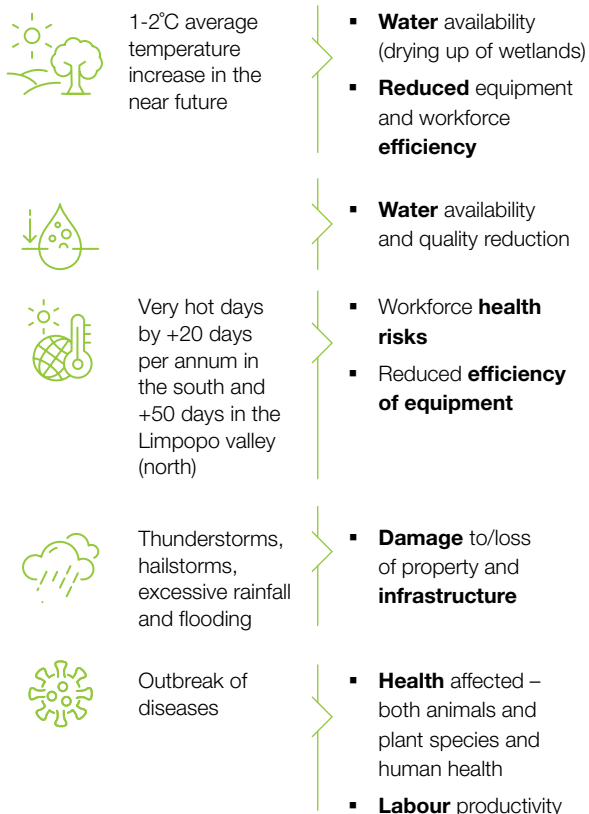 1-2°C average
temperature
increase in the
near future
▪ Water availability
(drying up of wetlands)
▪ Reduced equipment
and workforce
efficiency
▪ Water availability
and quality reduction
Very hot days
by +20 days
per annum in
the south and
+50 days in the
Limpopo valley
(north)
▪ Workforce health
risks
▪ Reduced efficiency
of equipment
Thunderstorms,
hailstorms,
excessive rainfall
and flooding
▪ Damage to/loss
of property and
infrastructure
Outbreak of
diseases
▪ Health affected –
both animals and
plant species and
human health
▪ Labour productivity